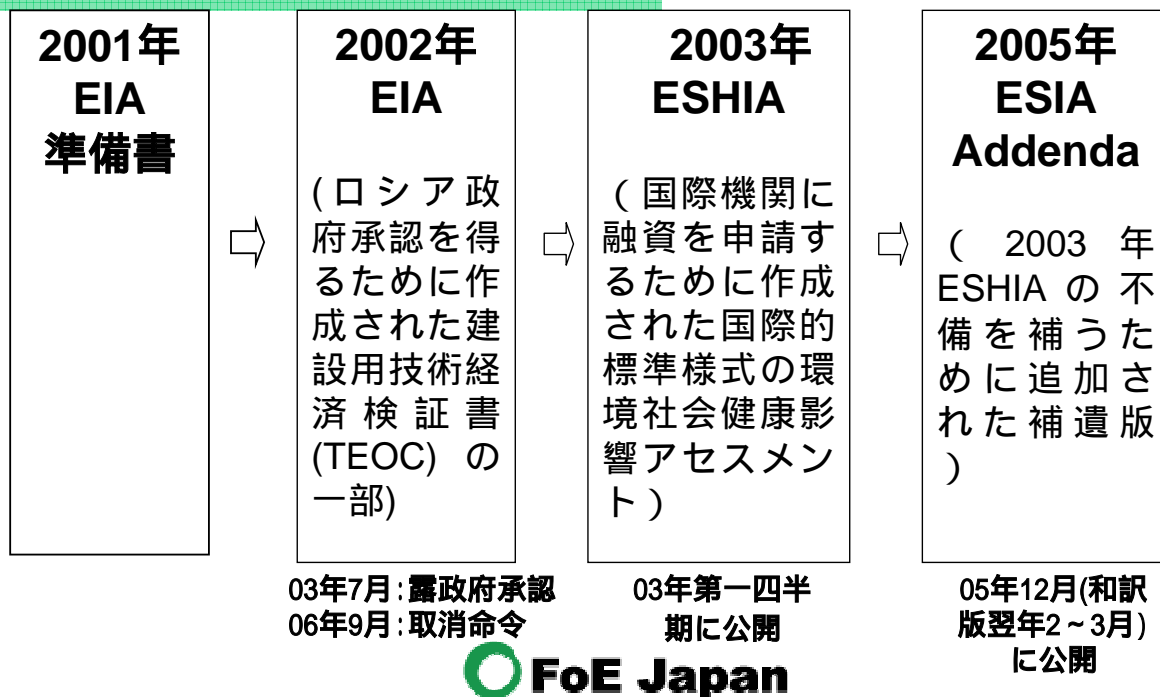 2001年
EIA
準備書
2002年
EIA
(ロシア政
府承認を得
るために作
成された建
設用技術経
済検証書
(TEOC) の
一部)
2003年
ESHIA
(国際機関に
融資を申請す
るために作成
された国際的
標準様式の環
境社会健康影
響アセスメン
ト)
2005年
ESIA
Addenda
( 2003 年
ESHIA の不
備を補うた
めに追加さ
れた補遺版
)
03年7月:露政府承認
06年9月:取消命令
03年第一四半
期に公開
05年12月(和訳
版翌年2~3月)
に公開
FoE Japan